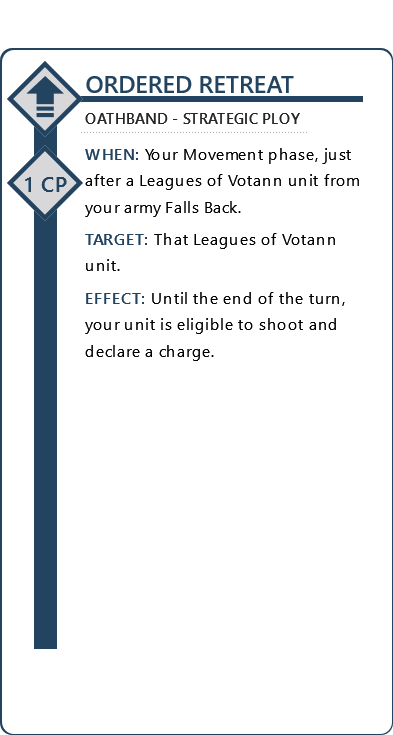 ORDERED RETREAT
OATHBAND - STRATEGIC PLOY
WHEN: Your Movement phase, just
1 CP
after a Leagues of Votann unit from
your army Falls Back.
TARGET: That Leagues of Votann
unit.
EFFECT: Until the end of the turn,
your unit is eligible to shoot and
declare a charge.